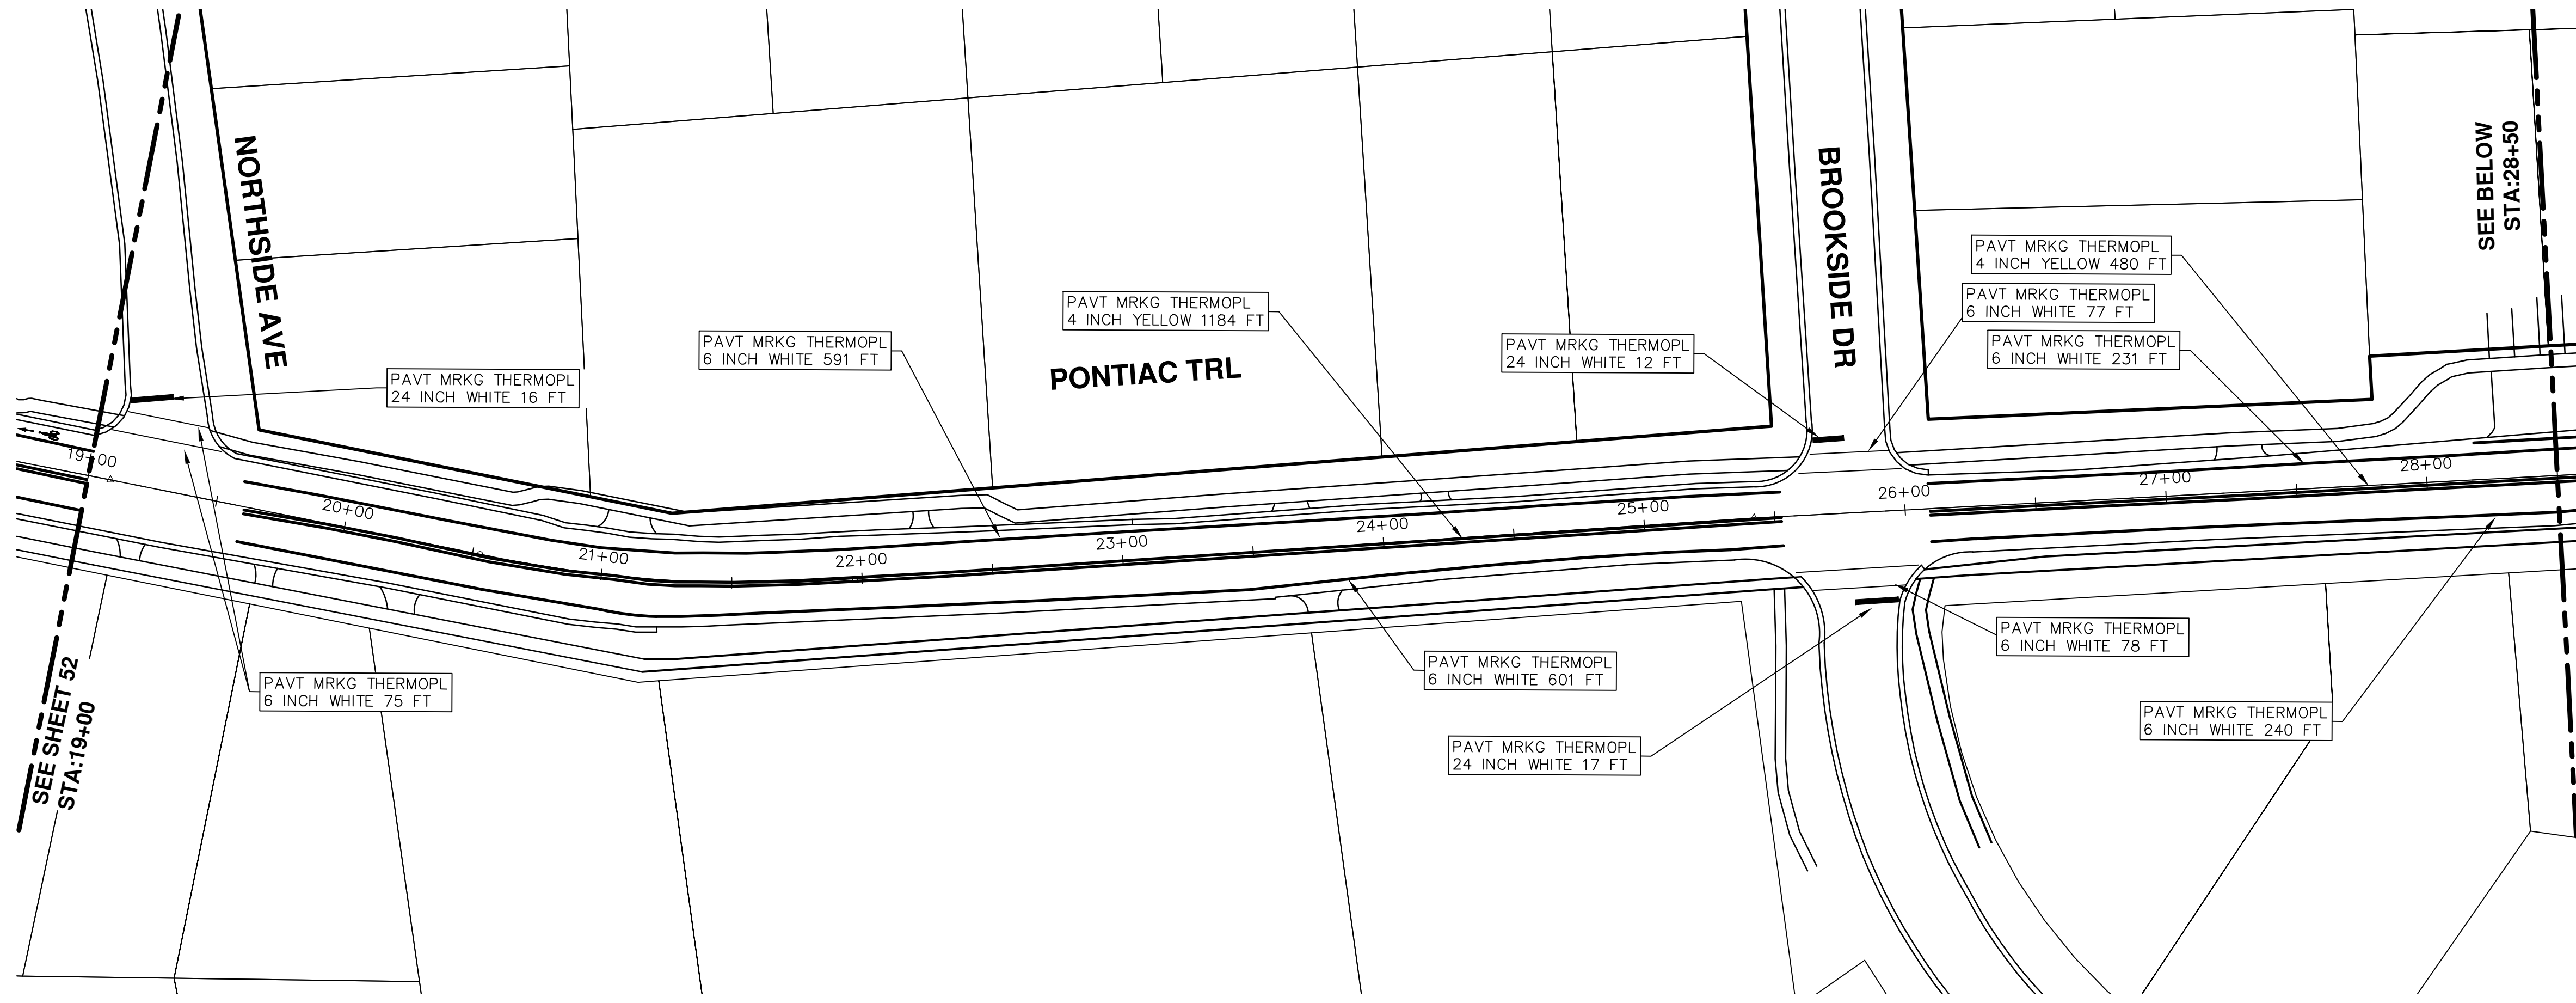 NORTHSIDE AVE
BROOKSIDE DR
SEE BELOW
STA:28+50
PAVT MRKG THERMOPL
4 INCH YELLOW 480 FT
PAVT MRKG THERMOPL
6 INCH WHITE 77 FT
PAVT MRKG THERMOPL
6 INCH WHITE 231 FT
PAVT MRKG THERMOPL
4 INCH YELLOW 1184 FT
PAVT MRKG THERMOPL
6 INCH WHITE 591 FT
PAVT MRKG THERMOPL
24 INCH WHITE 12 FT
PONTIAC TRL
PAVT MRKG THERMOPL
24 INCH WHITE 16 FT
19+00
20+00
21+00
22+00
23+00
24+00
25+00
26+00
27+00
28+00
PAVT MRKG THERMOPL
6 INCH WHITE 75 FT
PAVT MRKG THERMOPL
6 INCH WHITE 601 FT
PAVT MRKG THERMOPL
6 INCH WHITE 78 FT
PAVT MRKG THERMOPL
24 INCH WHITE 17 FT
PAVT MRKG THERMOPL
6 INCH WHITE 240 FT
SEE SHEET 52
STA:19+00